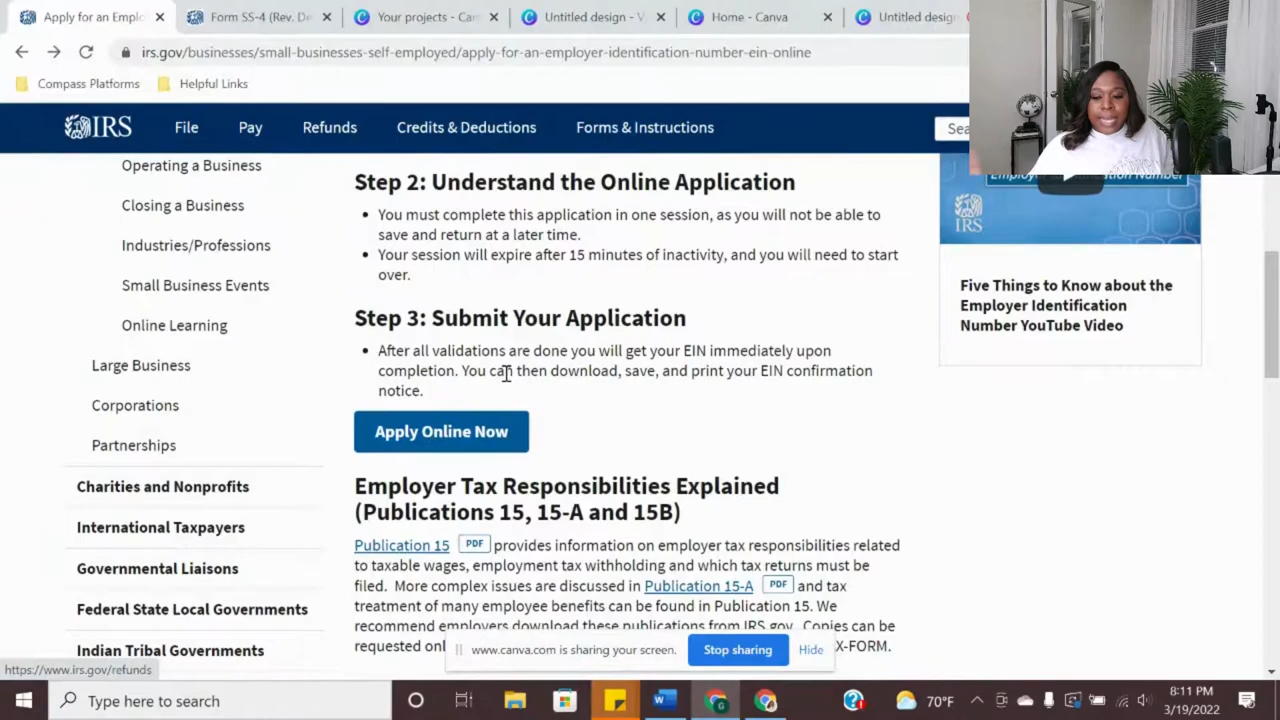 Apply for an Emplo
Form SS-4 (Rev. De
Your projects - Can
Untitled design - V
Home - Canva
Untitled design
irs.gov/businesses/small-businesses-self-employed/apply-for-an-employer-identification-number-ein-online
Compass Platforms
Helpful Links
IRS
File
Pay
Refunds
Credits & Deductions
Forms & Instructions
Sea
Operating a Business
Closing a Business
Industries/Professions
Small Business Events
Online Learning
Large Business
Corporations
Partnerships
Charities and Nonprofits
International Taxpayers
Governmental Liaisons
Federal State Local Governments
Indian Tribal Governments
Step 2: Understand the Online Application
You must complete this application in one session, as you will not be able to
save and return at a later time.
Your session will expire after 15 minutes of inactivity, and you will need to start
over.
Step 3: Submit Your Application
After all validations are done you will get your EIN immediately upon
completion. You can then download, save, and print your EIN confirmation
notice.
Apply Online Now
Employer Tax Responsibilities Explained
(Publications 15, 15-A and 15B)
Publication 15 PDF provides information on employer tax responsibilities related
to taxable wages, employment tax withholding and which tax returns must be
filed. More complex issues are discussed in Publication 15-A PDF and tax
treatment of many employee benefits can be found in Publication 15. We
recommend employers download these publications from IRS.gov. Copies can be
requested onl X-FORM.
IRS
Five Things to Know about the
Employer Identification
Number YouTube Video
www.canva.com is sharing your screen.
Stop sharing
Hide
https://www.irs.gov/refunds
Type here to search
70°F
8:11 PM
3/19/2022